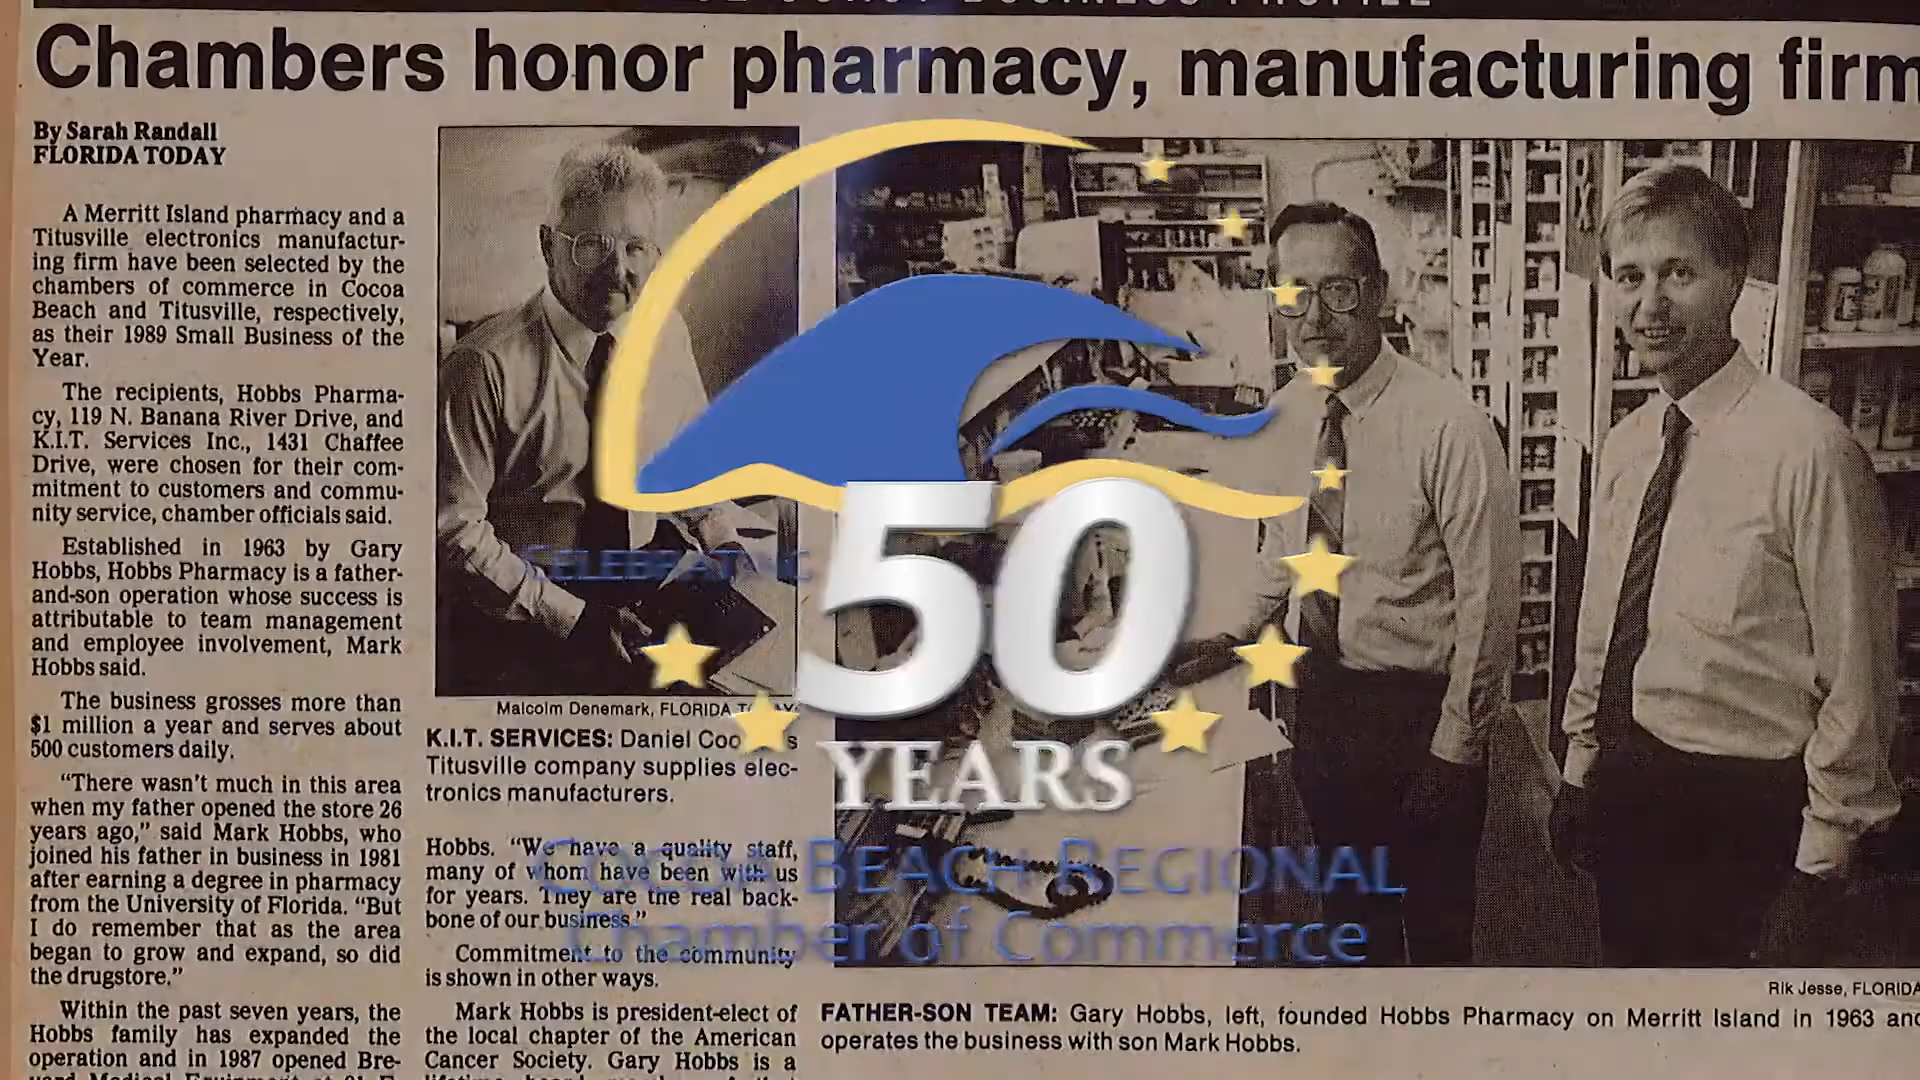 Chambers honor pharmacy, manufacturing firm
By Sarah Randall
FLORIDA TODAY
A Merritt Island pharmacy and a
Titusville electronics manufactur-
ing firm have been selected by the
chambers of commerce in Cocoa
Beach and Titusville, respectively,
as their 1989 Small Business of the
Year.
The recipients, Hobbs Pharma-
cy, 119 N. Banana River Drive, and
K.I.T. Services Inc., 1431 Chaffee
Drive, were chosen for their com-
mitment to customers and commu-
nity service, chamber officials said.
Established in 1963 by Gary
Hobbs, Hobbs Pharmacy is a father-
and-son operation whose success is
attributable to team management
and employee involvement, Mark
Hobbs said.
The business grosses more than
$1 million a year and serves about
500 customers daily.
“There wasn’t much in this area
when my father opened the store 26
years ago,” said Mark Hobbs, who
joined his father in business in 1981
after earning a degree in pharmacy
from the University of Florida. “But
I do remember that as the area
began to grow and expand, so did
the drugstore.”
Within the past seven years, the
Hobbs family has expanded the
operation and in 1987 opened Bre-
Malcolm Denemark, FLORIDA
K.I.T. SERVICES: Daniel
Titusville company supplies elec-
tronics manufacturers.
Hobbs. “We have a quality staff,
many of whom have been with us
for years. They are the real back-
bone of our business.”
Commitment to the community
is shown in other ways.
Mark Hobbs is president-elect of
the local chapter of the American
Cancer Society. Gary Hobbs is a
Rik Jesse, FLORIDA
FATHER-SON TEAM: Gary Hobbs, left, founded Hobbs Pharmacy on Merritt Island in 1963 and
operates the business with son Mark Hobbs.
CELEBRATING
50
YEARS
COCOA BEACH REGIONAL
Chamber of Commerce